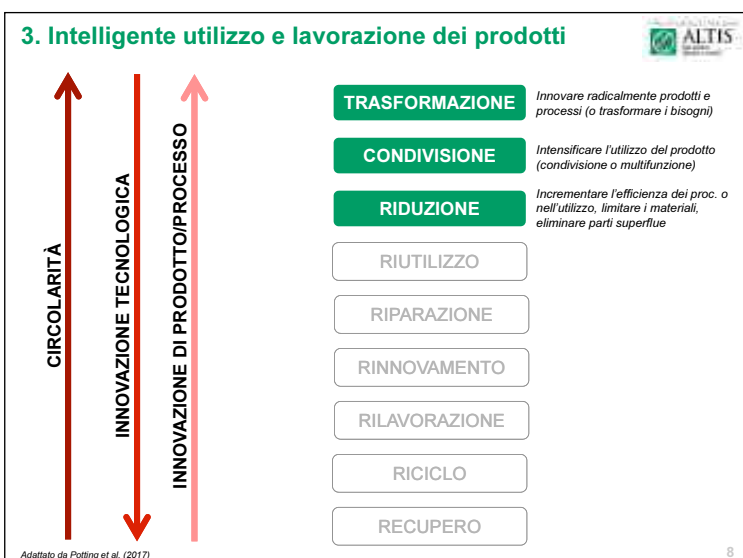 3. Intelligente utilizzo e lavorazione dei prodotti
ALTIS
CIRCOLARITÀ
INNOVAZIONE TECNOLOGICA
INNOVAZIONE DI PRODOTTO/PROCESSO
TRASFORMAZIONE
Innovare radicalmente prodotti e
processi (o trasformare i bisogni)
CONDIVISIONE
Intensificare l'utilizzo del prodotto
(condivisione o multifunzione)
RIDUZIONE
Incrementare l'efficienza dei proc. o
nell'utilizzo, limitare i materiali,
eliminare parti superflue
RIUTILIZZO
RIPARAZIONE
RINNOVAMENTO
RILAVORAZIONE
RICICLO
RECUPERO
Adattato da Potting et al. (2017)
8